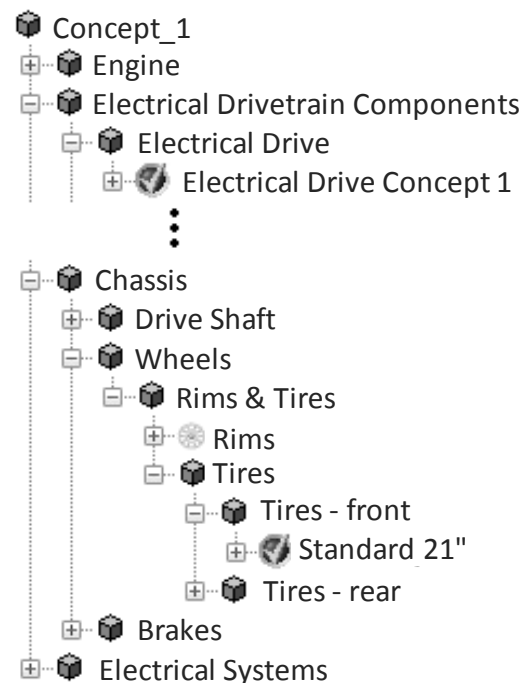 Concept_1
Engine
Electrical Drivetrain Components
Electrical Drive
Electrical Drive Concept 1
Chassis
Drive Shaft
Wheels
Rims & Tires
Rims
Tires
Tires - front
Standard 21"
Tires - rear
Brakes
Electrical Systems